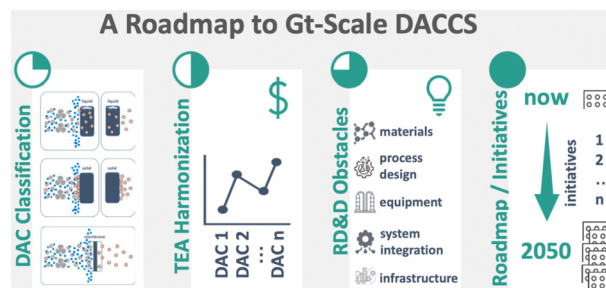 A Roadmap to Gt-Scale DACCS
DAC Classification
liquid
liquid
solid
solid
membrane
TEA Harmonization
$
DAC 1
DAC 2
...
DAC n
RD&D Obstacles
materials
process
design
equipment
system
integration
infrastructure
Roadmap / Initiatives
now
initiatives
1
2
..
n
2050